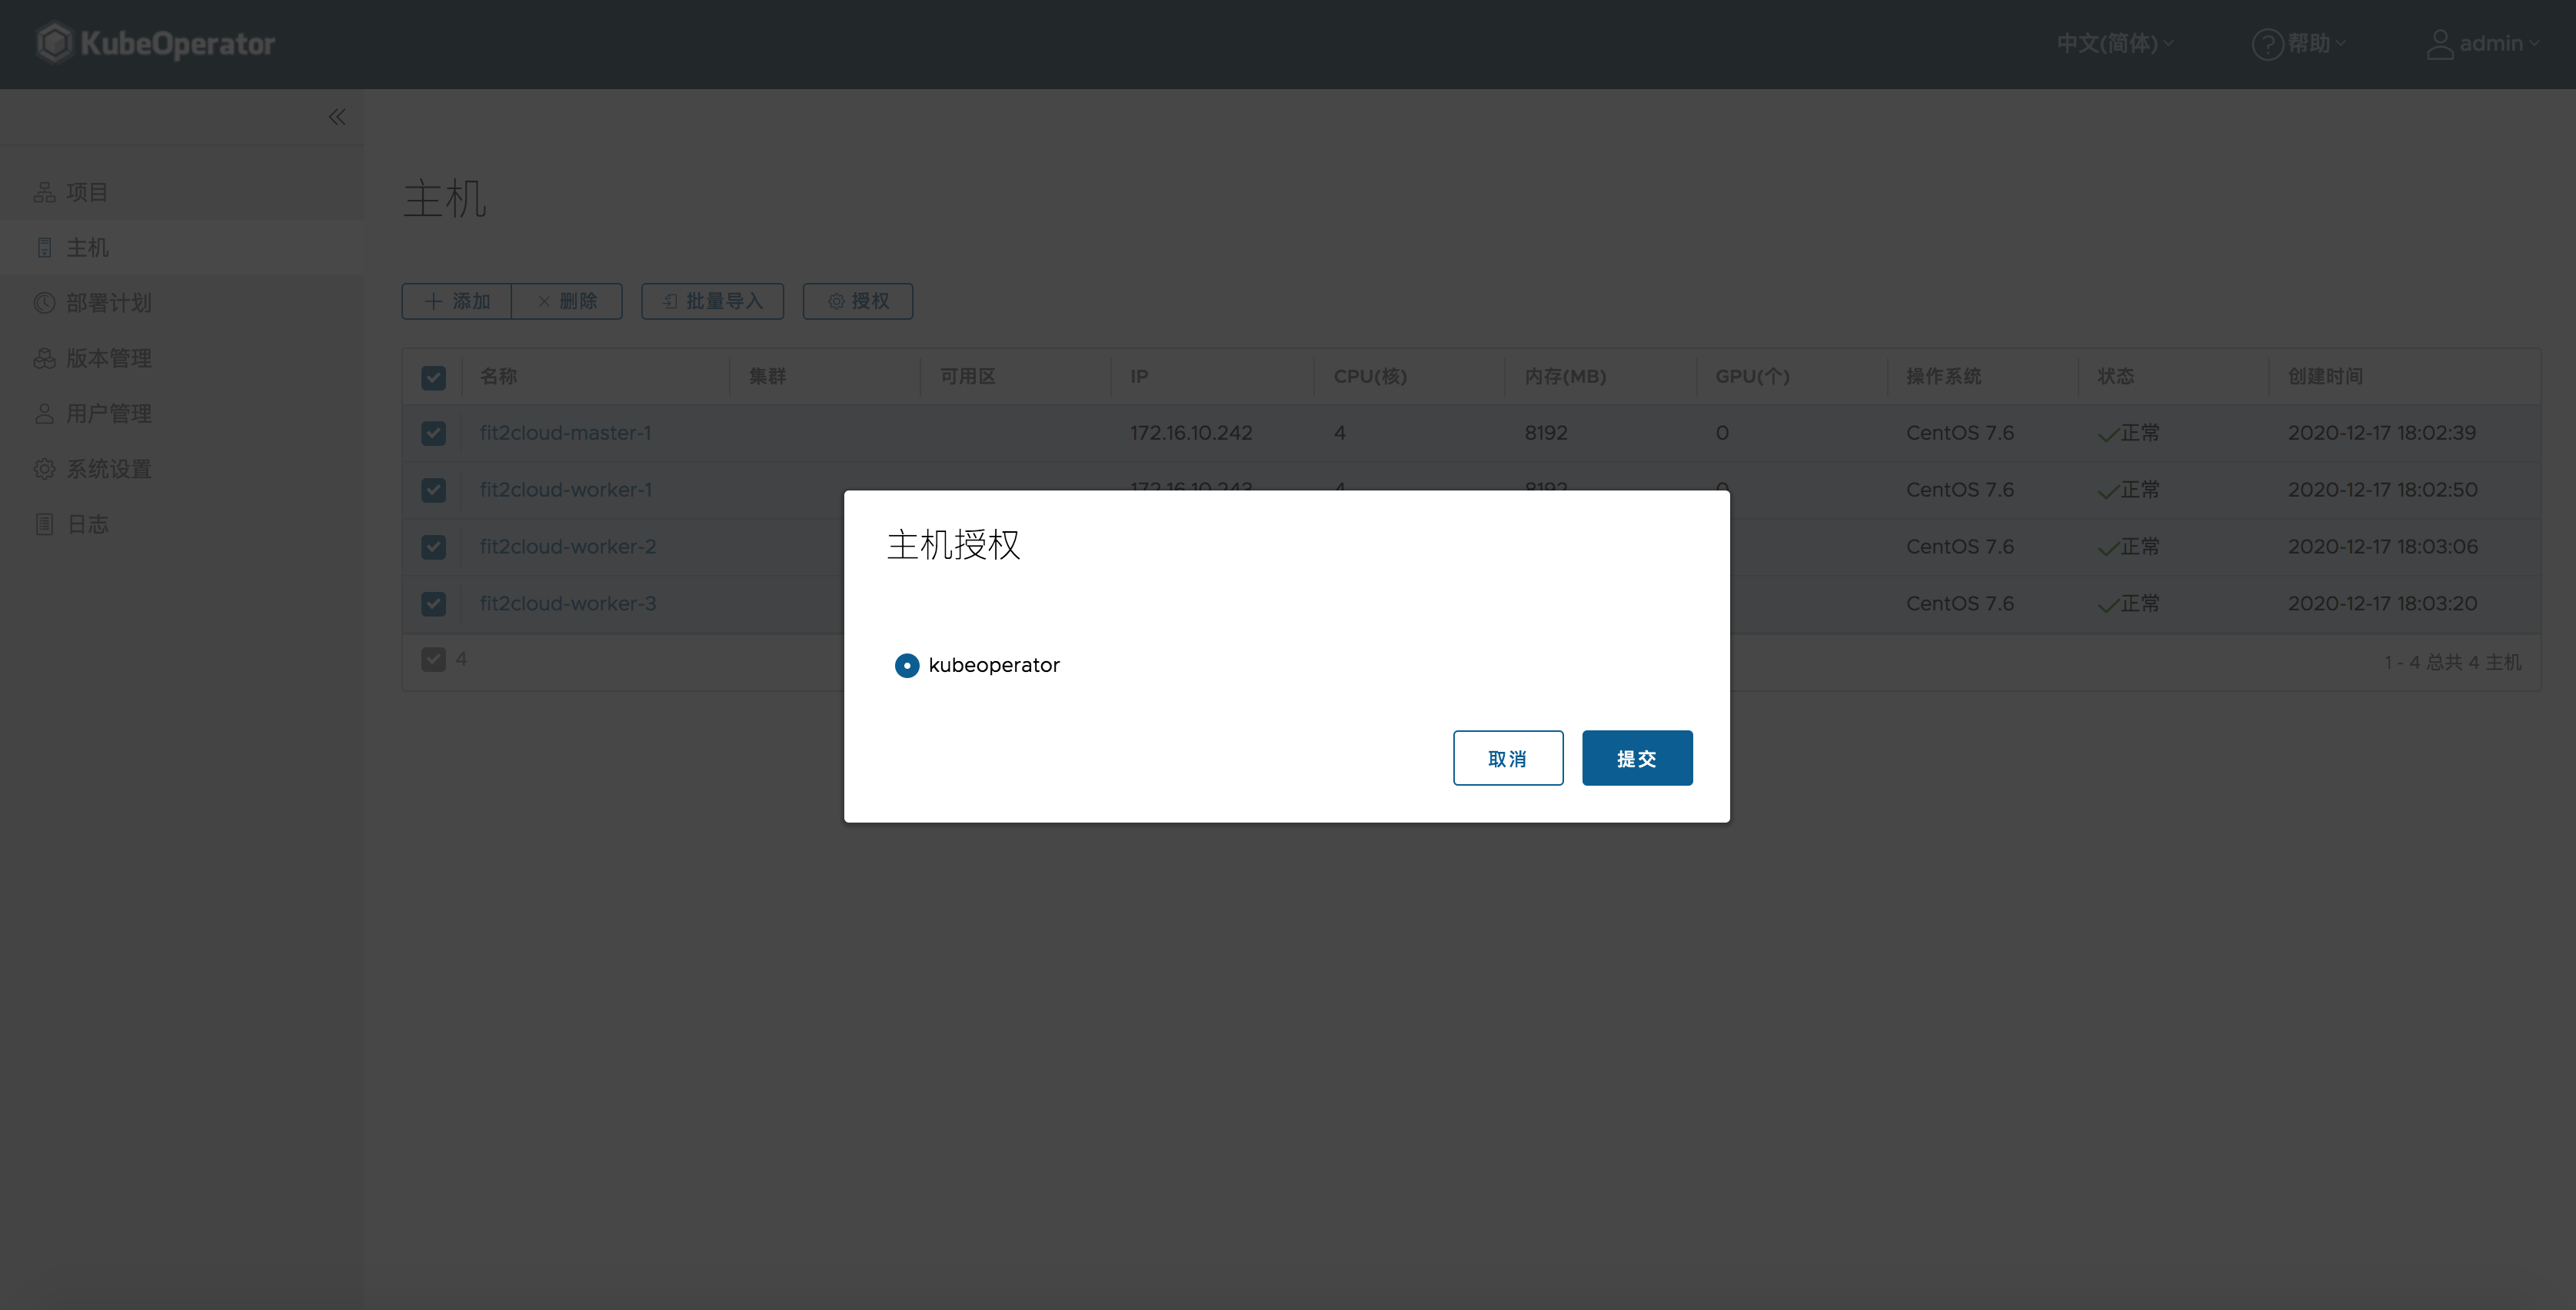 KubeOperator
中文(简体)
帮助
admin
项目
主机
部署计划
版本管理
用户管理
系统设置
日志
主机
添加 删除 批量导入 授权
名称 集群 可用区 IP CPU(核) 内存(MB) GPU(个) 操作系统 状态 创建时间
fit2cloud-master-1 172.16.10.242 4 8192 0 CentOS 7.6 正常 2020-12-17 18:02:39
fit2cloud-worker-1 172.16.10.243 4 8192 0 CentOS 7.6 正常 2020-12-17 18:02:50
fit2cloud-worker-2 CentOS 7.6 正常 2020-12-17 18:03:06
fit2cloud-worker-3 CentOS 7.6 正常 2020-12-17 18:03:20
4
1 - 4 总共 4 主机
主机授权
kubeoperator
取消
提交